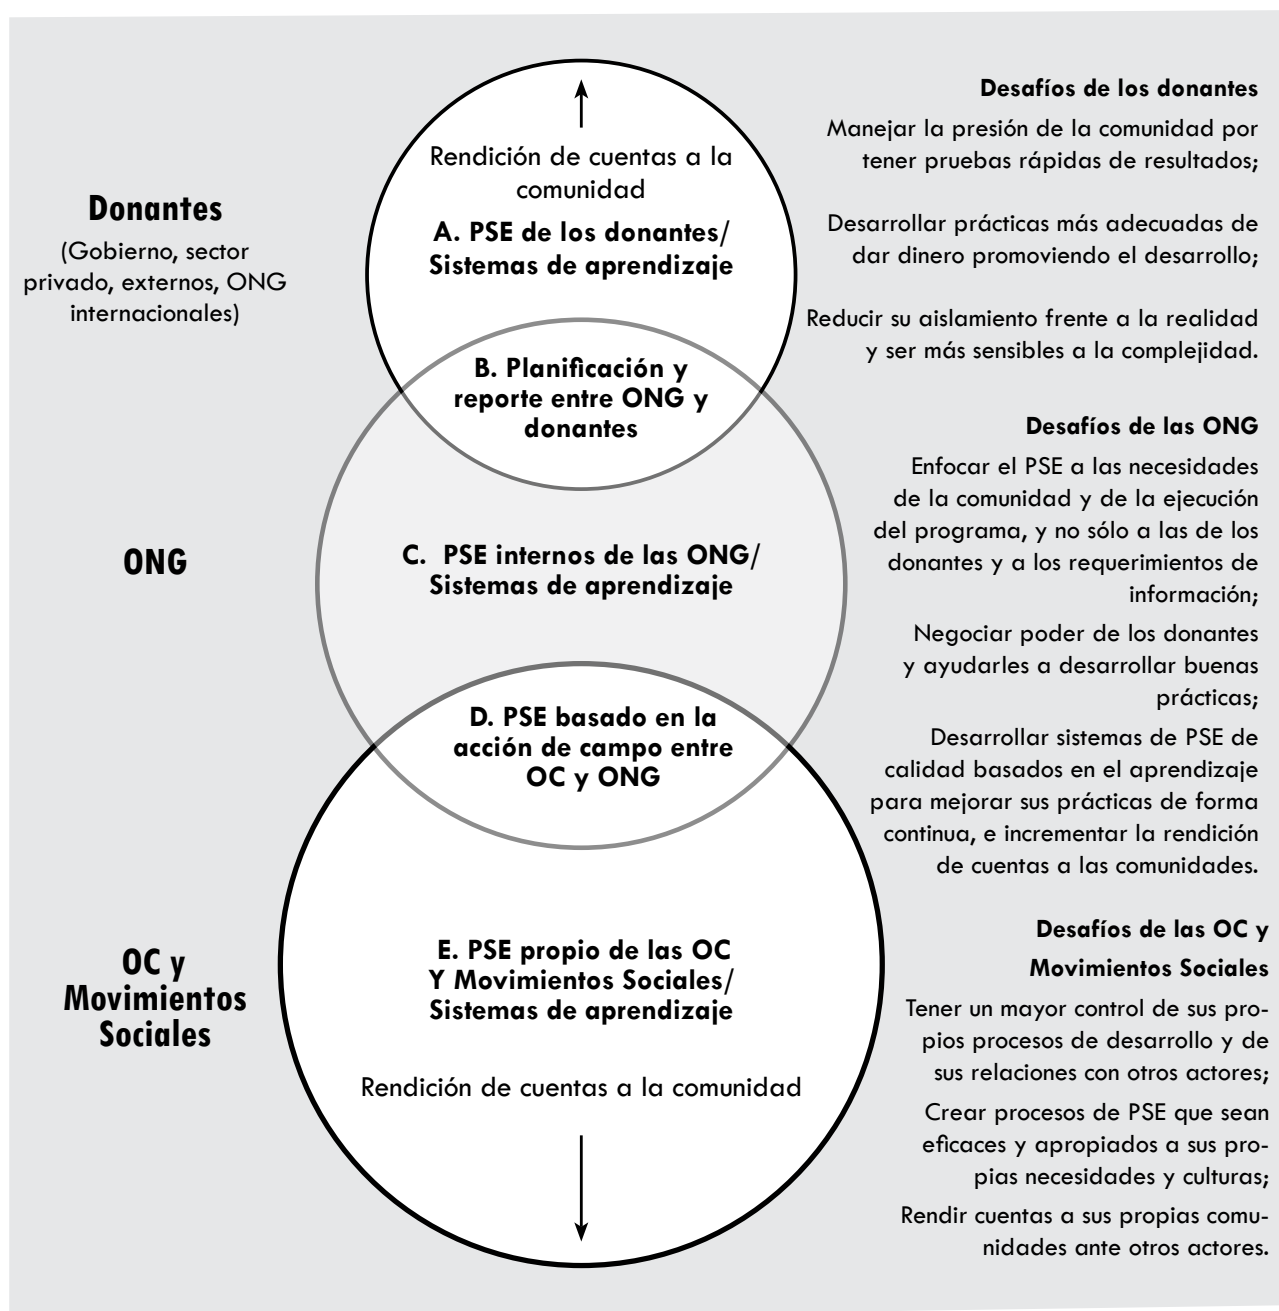 Donantes
(Gobierno, sector
privado, externos, ONG
internacionales)
Rendición de cuentas a la
comunidad
A. PSE de los donantes/
Sistemas de aprendizaje
B. Planificación y
reporte entre ONG y
donantes
Desafíos de los donantes
Manejar la presión de la comunidad por
tener pruebas rápidas de resultados;
Desarrollar prácticas más adecuadas de
dar dinero promoviendo el desarrollo;
Reducir su aislamiento frente a la realidad
y ser más sensibles a la complejidad.
ONG
C. PSE internos de las ONG/
Sistemas de aprendizaje
D. PSE basado en la
acción de campo entre
OC y ONG
Desafíos de las ONG
Enfocar el PSE a las necesidades
de la comunidad y de la ejecución
del programa, y no sólo a las de los
donantes y a los requerimientos de
información;
Negociar poder de los donantes
y ayudarles a desarrollar buenas
prácticas;
Desarrollar sistemas de PSE de
calidad basados en el aprendizaje
para mejorar sus prácticas de forma
continua, e incrementar la rendición
de cuentas a las comunidades.
OC y
Movimientos
Sociales
E. PSE propio de las OC
Y Movimientos Sociales/
Sistemas de aprendizaje
Rendición de cuentas a la comunidad
Desafíos de las OC y
Movimientos Sociales
Tener un mayor control de sus pro-
pios procesos de desarrollo y de
sus relaciones con otros actores;
Crear procesos de PSE que sean
eficaces y apropiados a sus pro-
pias necesidades y culturas;
Rendir cuentas a sus propias comu-
nidades ante otros actores.